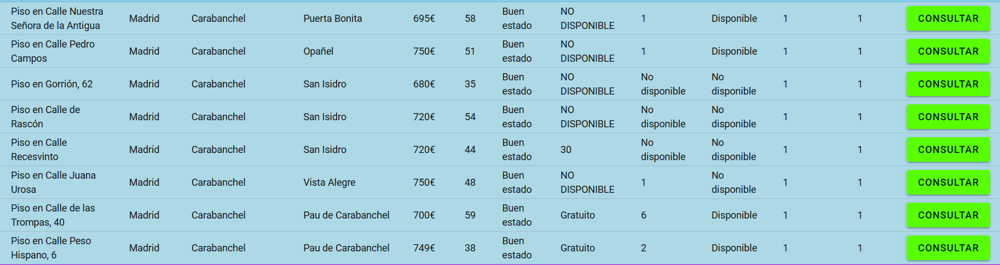 Piso en Calle Nuestra Señora de la Antigua Madrid Carabanchel Puerta Bonita 695€ 58 Buen estado NO DISPONIBLE 1 Disponible 1 1 CONSULTAR
Piso en Calle Pedro Campos Madrid Carabanchel Opañel 750€ 51 Buen estado NO DISPONIBLE 1 Disponible 1 1 CONSULTAR
Piso en Gorrión, 62 Madrid Carabanchel San Isidro 680€ 35 Buen estado NO DISPONIBLE No disponible No disponible 1 1 CONSULTAR
Piso en Calle de Rascón Madrid Carabanchel San Isidro 720€ 54 Buen estado NO DISPONIBLE No disponible No disponible 1 1 CONSULTAR
Piso en Calle Recesvinto Madrid Carabanchel San Isidro 720€ 44 Buen estado 30 No disponible No disponible 1 1 CONSULTAR
Piso en Calle Juana Urosa Madrid Carabanchel Vista Alegre 750€ 48 Buen estado NO DISPONIBLE 1 No disponible 1 1 CONSULTAR
Piso en Calle de las Trompas, 40 Madrid Carabanchel Pau de Carabanchel 700€ 59 Buen estado Gratuito 6 Disponible 1 1 CONSULTAR
Piso en Calle Peso Hispano, 6 Madrid Carabanchel Pau de Carabanchel 749€ 38 Buen estado Gratuito 2 Disponible 1 1 CONSULTAR